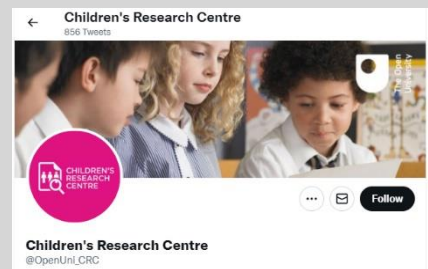 Children's Research Centre
856 Tweets
The Open
University
CHILDREN'S
RESEARCH
CENTRE
Follow
Children's Research Centre
@OpenUni_CRC